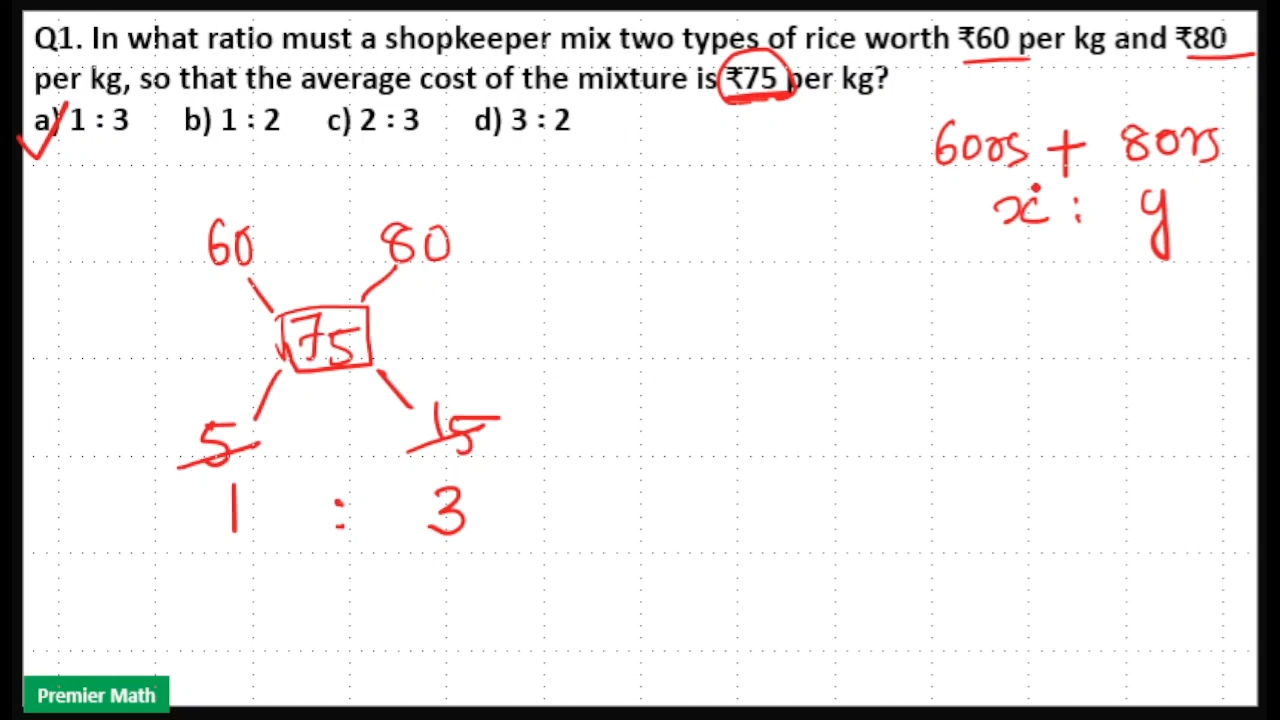 Q1. In what ratio must a shopkeeper mix two types of rice worth ₹60 per kg and ₹80
per kg, so that the average cost of the mixture is ₹75 per kg?
a) 1 : 3 b) 1 : 2 c) 2 : 3 d) 3 : 2
60rs + 80rs
x : y
60 80
75
5 15
1 : 3
Premier Math